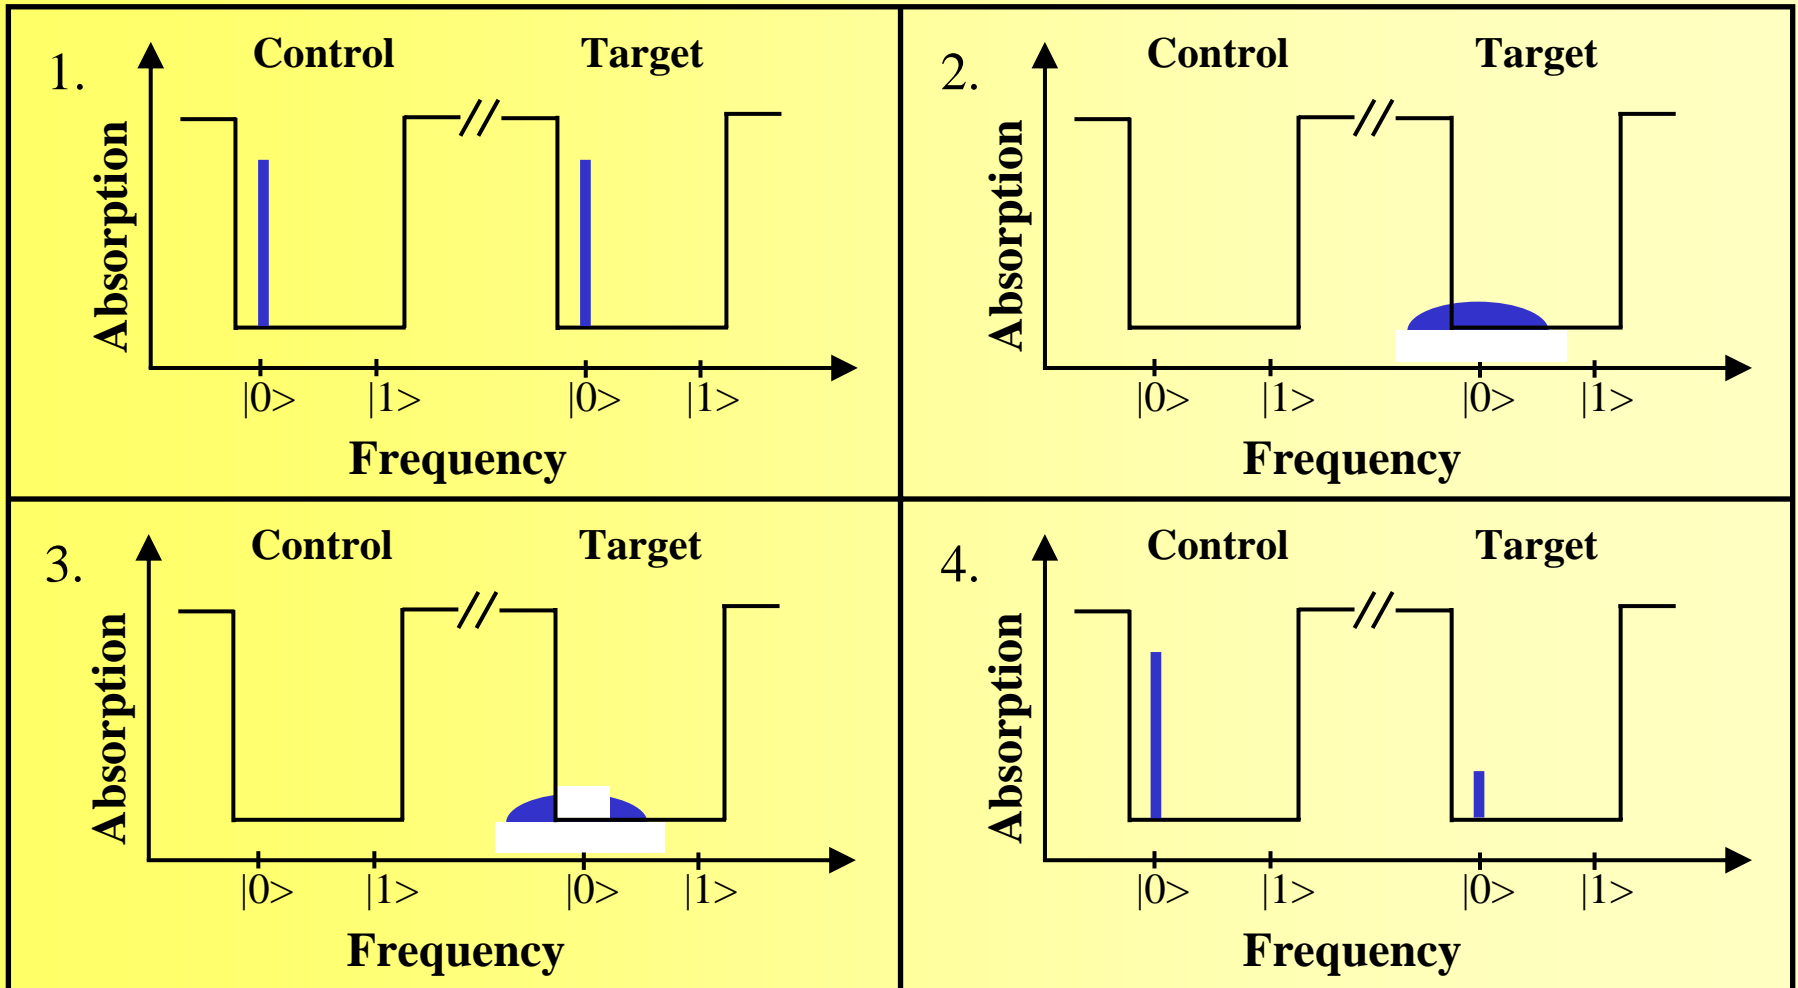 1.
Control Target
Absorption
|0> |1> |0> |1>
Frequency
2.
Control Target
Absorption
|0> |1> |0> |1>
Frequency
3.
Control Target
Absorption
|0> |1> |0> |1>
Frequency
4.
Control Target
Absorption
|0> |1> |0> |1>
Frequency